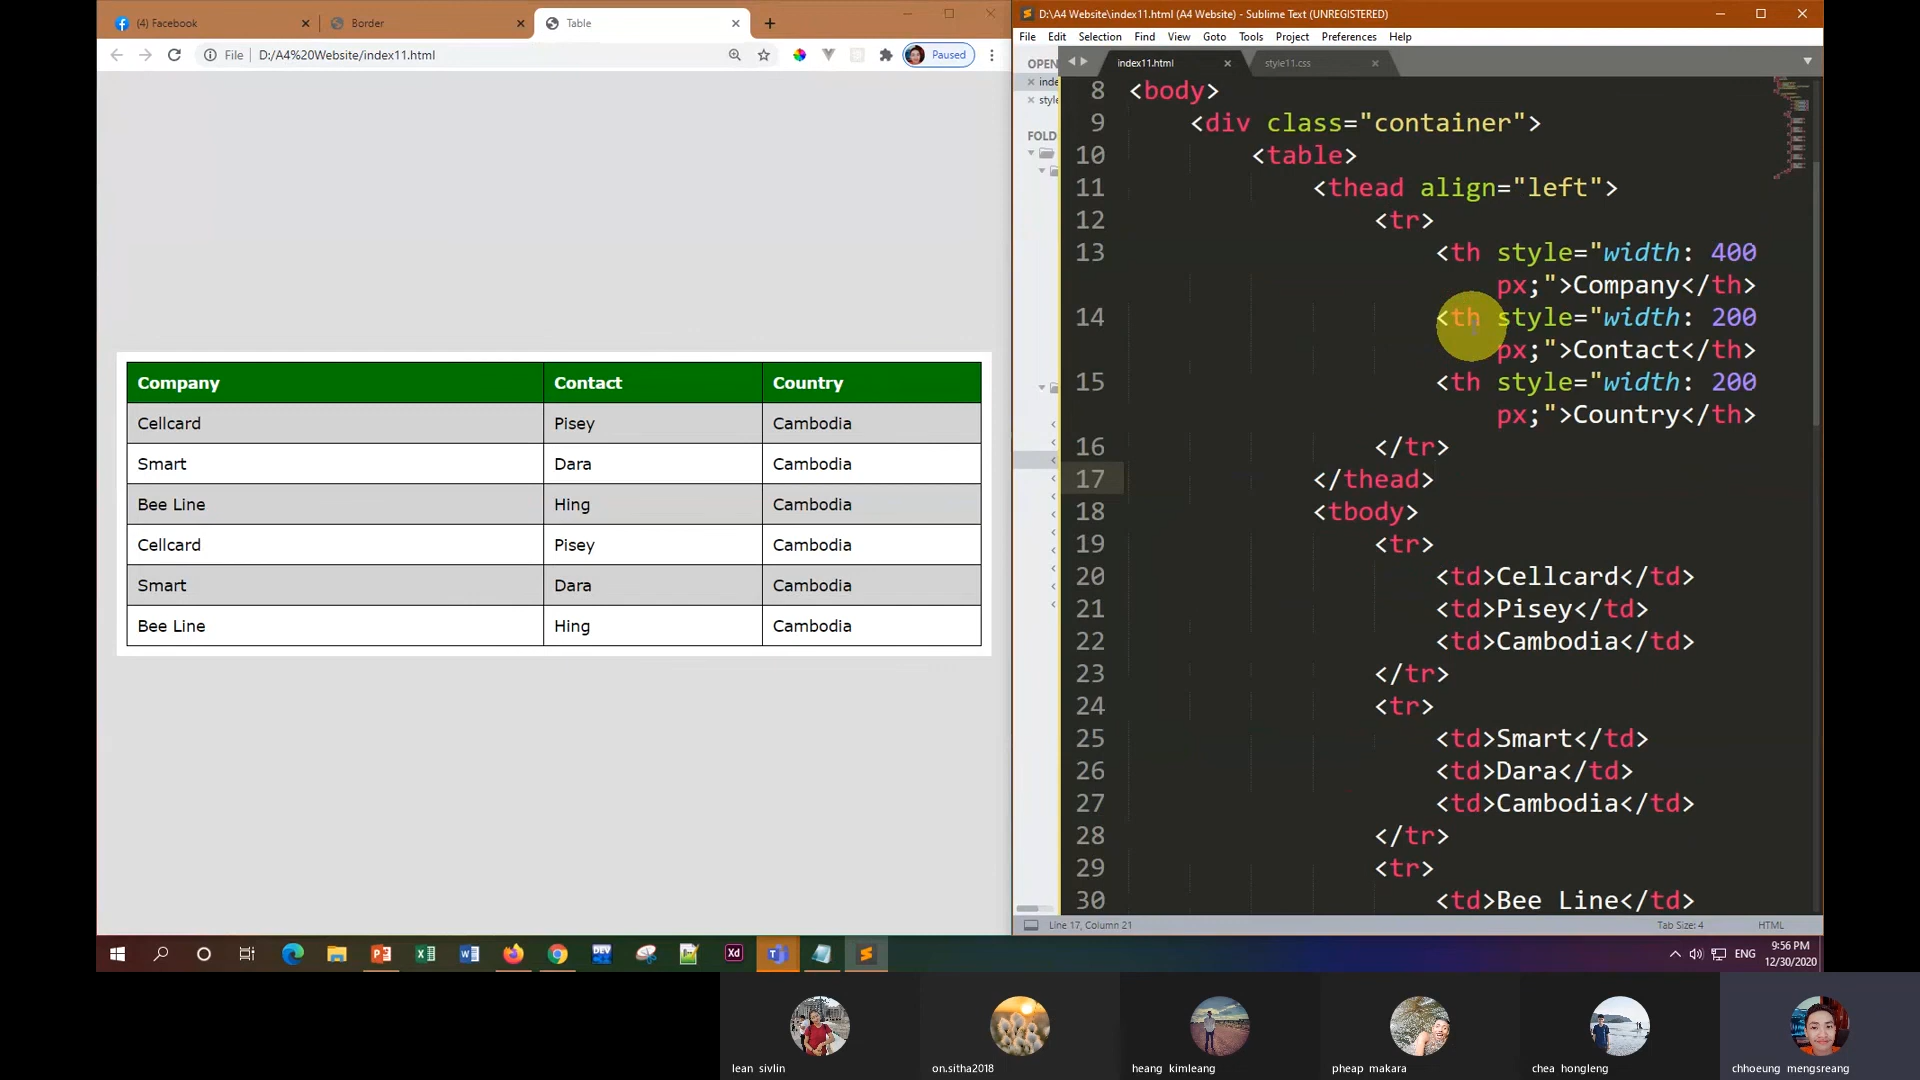 (4) Facebook
Border
Table
File
D:/A4%20Website/index11.html
Paused
Company Contact Country
Cellcard Pisey Cambodia
Smart Dara Cambodia
Bee Line Hing Cambodia
Cellcard Pisey Cambodia
Smart Dara Cambodia
Bee Line Hing Cambodia
D:\A4 Website\index11.html (A4 Website) - Sublime Text (UNREGISTERED)
File Edit Selection Find View Goto Tools Project Preferences Help
OPEN
inde
style
FOLD
index11.html
style11.css
8 <body>
9 <div class="container">
10 <table>
11 <thead align="left">
12 <tr>
13 <th style="width: 400
px;">Company</th>
14 <th style="width: 200
px;">Contact</th>
15 <th style="width: 200
px;">Country</th>
16 </tr>
17 </thead>
18 <tbody>
19 <tr>
20 <td>Cellcard</td>
21 <td>Pisey</td>
22 <td>Cambodia</td>
23 </tr>
24 <tr>
25 <td>Smart</td>
26 <td>Dara</td>
27 <td>Cambodia</td>
28 </tr>
29 <tr>
30 <td>Bee Line</td>
Line 17, Column 21
Tab Size: 4
HTML
DEV
Xd
ENG
9:56 PM
12/30/2020
lean sivlin
on.sitha2018
heang kimleang
pheap makara
chea hongleng
chhoeung mengsreang